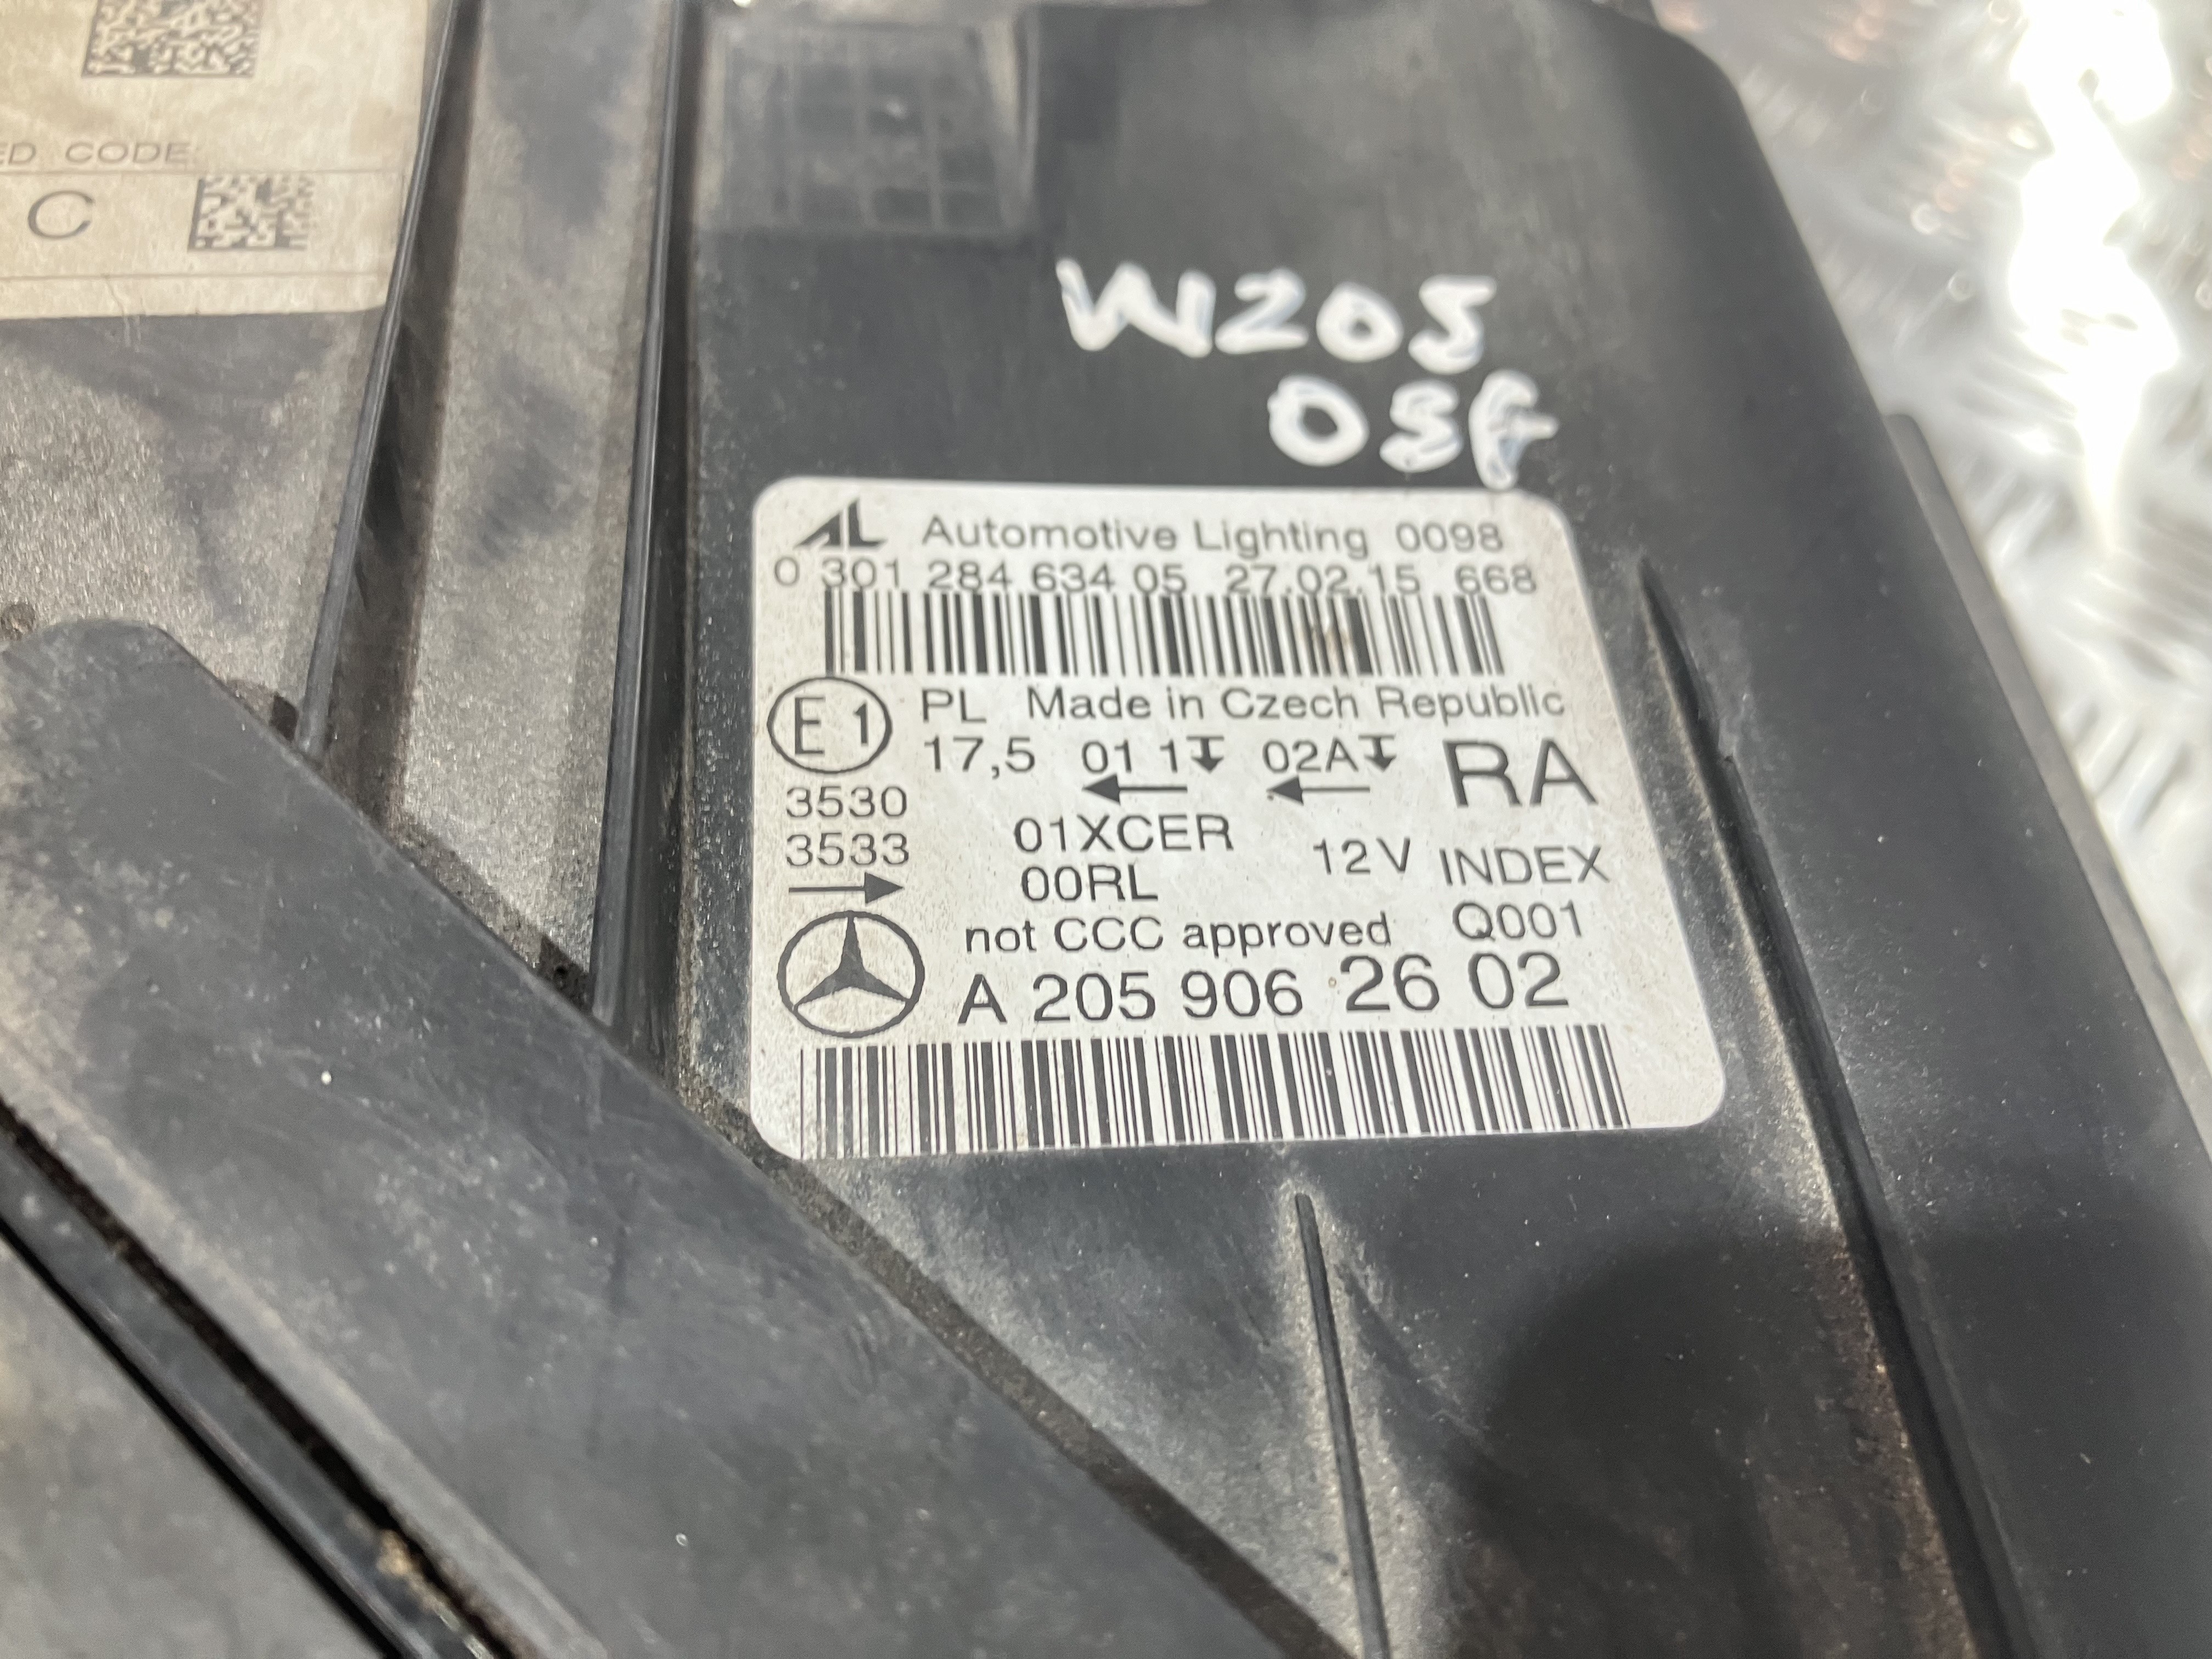 ED CODE
C
W205
OSF
AL Automotive Lighting 0098
0 301 284 634 05 27.02.15 668
E1 PL Made in Czech Republic
17,5 01 1 02A RA
3530
3533
01XCER 12V INDEX
00RL
not CCC approved Q001
A 205 906 26 02